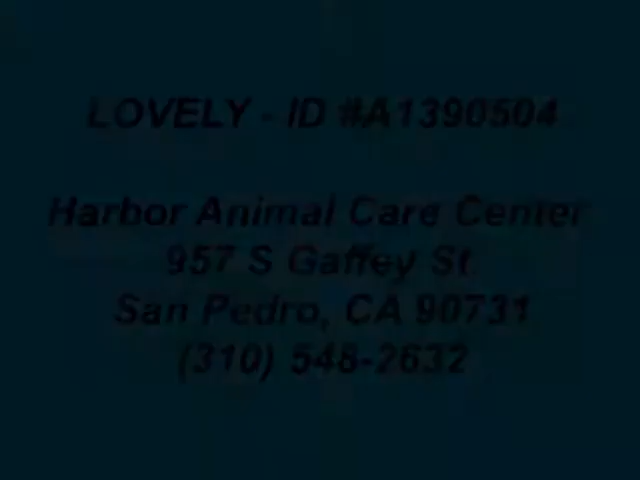 LOVELY - ID #A1390504
Harbor Animal Care Center
957 S Gaffey St
San Pedro, CA 90731
(310) 548-2632